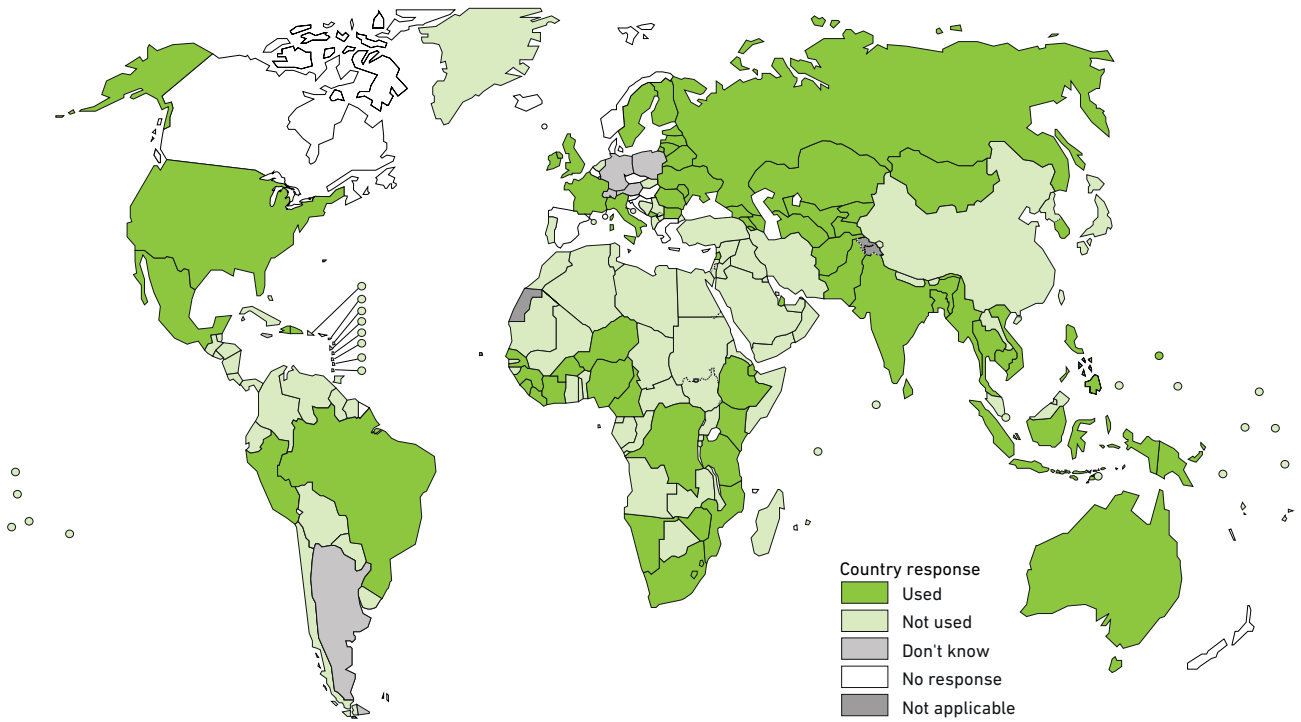 Country response
Used
Not used
Don't know
No response
Not applicable